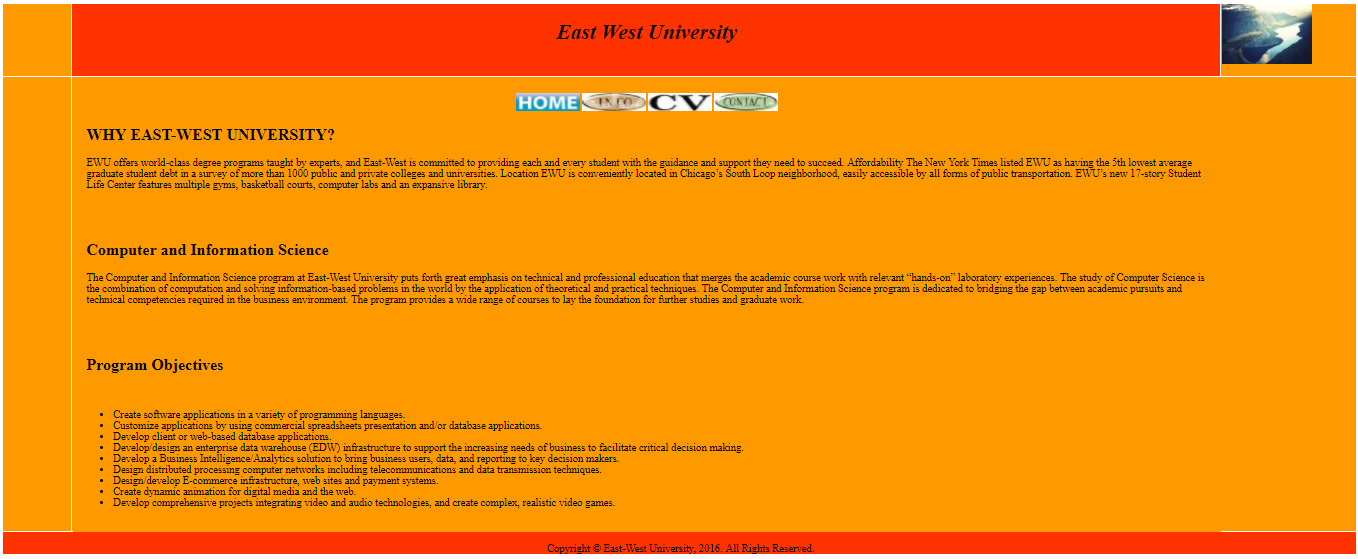 East West University
HOME INFO CV CONTACT
WHY EAST-WEST UNIVERSITY?
EWU offers world-class degree programs taught by experts, and East-West is committed to providing each and every student with the guidance and support they need to succeed. Affordability The New York Times listed EWU as having the 5th lowest average
graduate student debt in a survey of more than 1000 public and private colleges and universities. Location EWU is conveniently located in Chicago’s South Loop neighborhood, easily accessible by all forms of public transportation. EWU’s new 17-story Student
Life Center features multiple gyms, basketball courts, computer labs and an expansive library.
Computer and Information Science
The Computer and Information Science program at East-West University puts forth great emphasis on technical and professional education that merges the academic course work with relevant “hands-on” laboratory experiences. The study of Computer Science is
the combination of computation and solving information-based problems in the world by the application of theoretical and practical techniques. The Computer and Information Science program is dedicated to bridging the gap between academic pursuits and
technical competencies required in the business environment. The program provides a wide range of courses to lay the foundation for further studies and graduate work.
Program Objectives
• Create software applications in a variety of programming languages.
• Customize applications by using commercial spreadsheets presentation and/or database applications.
• Develop client or web-based database applications.
• Develop/design an enterprise data warehouse (EDW) infrastructure to support the increasing needs of business to facilitate critical decision making.
• Develop a Business Intelligence/Analytics solution to bring business users, data, and reporting to key decision makers.
• Design distributed processing computer networks including telecommunications and data transmission techniques.
• Design/develop E-commerce infrastructure, web sites and payment systems.
• Create dynamic animation for digital media and the web.
• Develop comprehensive projects integrating video and audio technologies, and create complex, realistic video games.
Copyright © East-West University, 2016. All Rights Reserved.